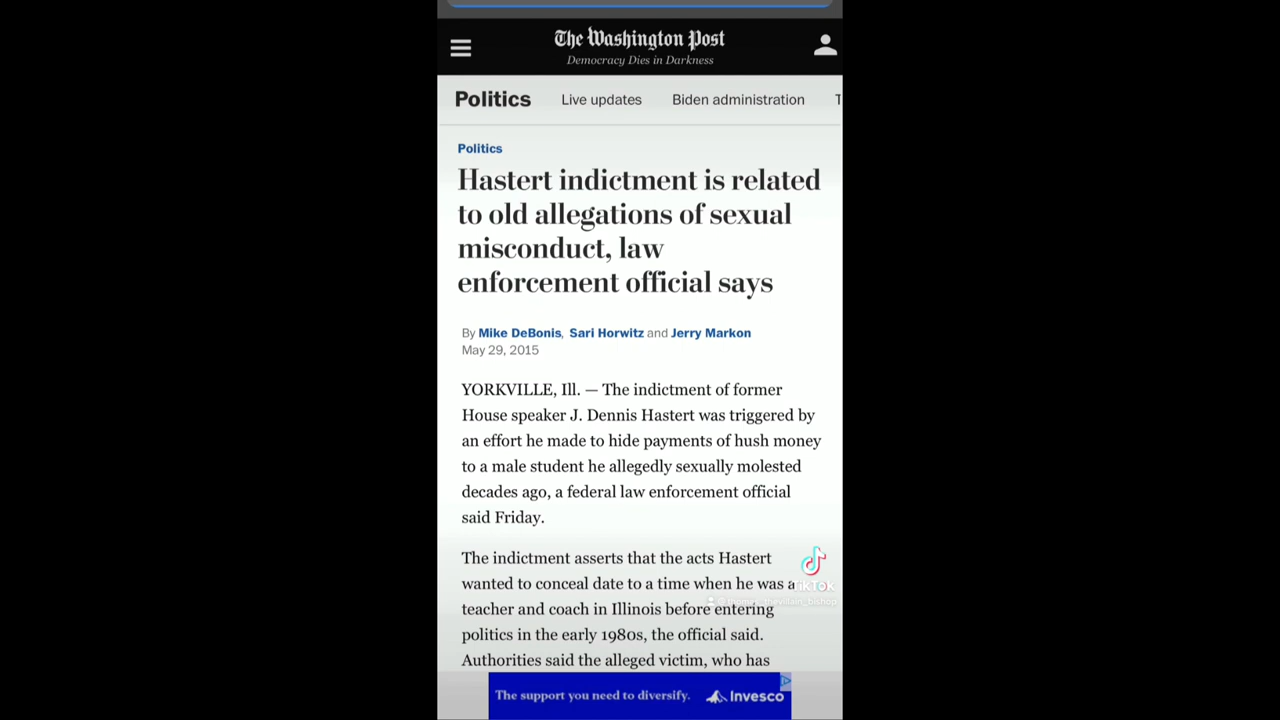 The Washington Post
Democracy Dies in Darkness
Politics Live updates Biden administration T
Politics
Hastert indictment is related
to old allegations of sexual
misconduct, law
enforcement official says
By Mike DeBonis, Sari Horwitz and Jerry Markon
May 29, 2015
YORKVILLE, Ill. — The indictment of former
House speaker J. Dennis Hastert was triggered by
an effort he made to hide payments of hush money
to a male student he allegedly sexually molested
decades ago, a federal law enforcement official
said Friday.
The indictment asserts that the acts Hastert
wanted to conceal date to a time when he was a
TikTok
teacher and coach in Illinois before entering
politics in the early 1980s, the official said.
Authorities said the alleged victim, who has
The support you need to diversify. Invesco